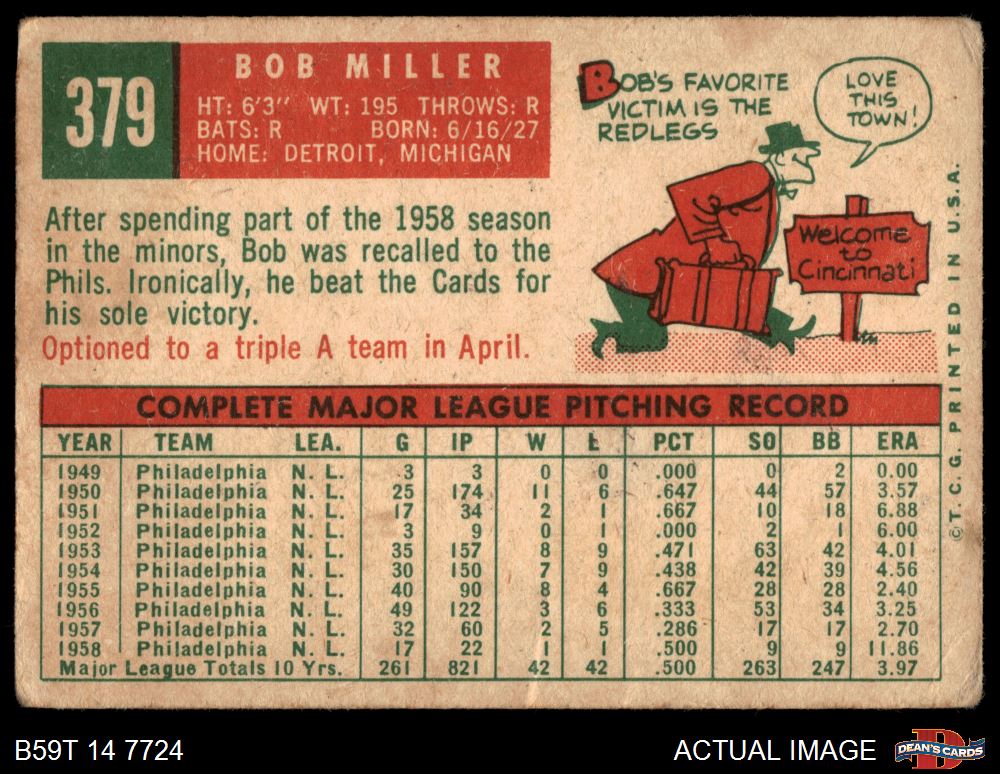 379
BOB MILLER
HT: 6'3" WT: 195 THROWS: R
BATS: R BORN: 6/16/27
HOME: DETROIT, MICHIGAN
BOB'S FAVORITE
VICTIM IS THE
REDLEGS
LOVE
THIS
TOWN!
Welcome
to
Cincinnati
After spending part of the 1958 season
in the minors, Bob was recalled to the
Phils. Ironically, he beat the Cards for
his sole victory.
Optioned to a triple A team in April.
COMPLETE MAJOR LEAGUE PITCHING RECORD
YEAR TEAM LEA. G IP W L PCT SO BB ERA
1949 Philadelphia N. L. 3 3 0 0 .000 0 2 0.00
1950 Philadelphia N. L. 25 174 11 6 .647 44 57 3.57
1951 Philadelphia N. L. 17 34 2 1 .667 10 18 6.88
1952 Philadelphia N. L. 3 9 0 1 .000 2 1 6.00
1953 Philadelphia N. L. 35 157 8 9 .471 63 42 4.01
1954 Philadelphia N. L. 30 150 7 9 .438 42 39 4.56
1955 Philadelphia N. L. 40 90 8 4 .667 28 28 2.40
1956 Philadelphia N. L. 49 122 3 6 .333 53 34 3.25
1957 Philadelphia N. L. 32 60 2 5 .286 17 17 2.70
1958 Philadelphia N. L. 17 22 1 1 .500 9 9 11.86
Major League Totals 10 Yrs. 261 821 42 42 .500 263 247 3.97
© T. C. G. PRINTED IN U.S.A.
B59T 14 7724
ACTUAL IMAGE
D
DEAN'S CARDS